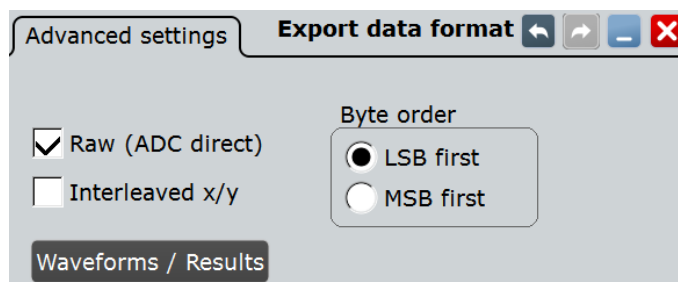 Advanced settings
Export data format
Byte order
Raw (ADC direct)
LSB first
Interleaved x/y
MSB first
Waveforms / Results